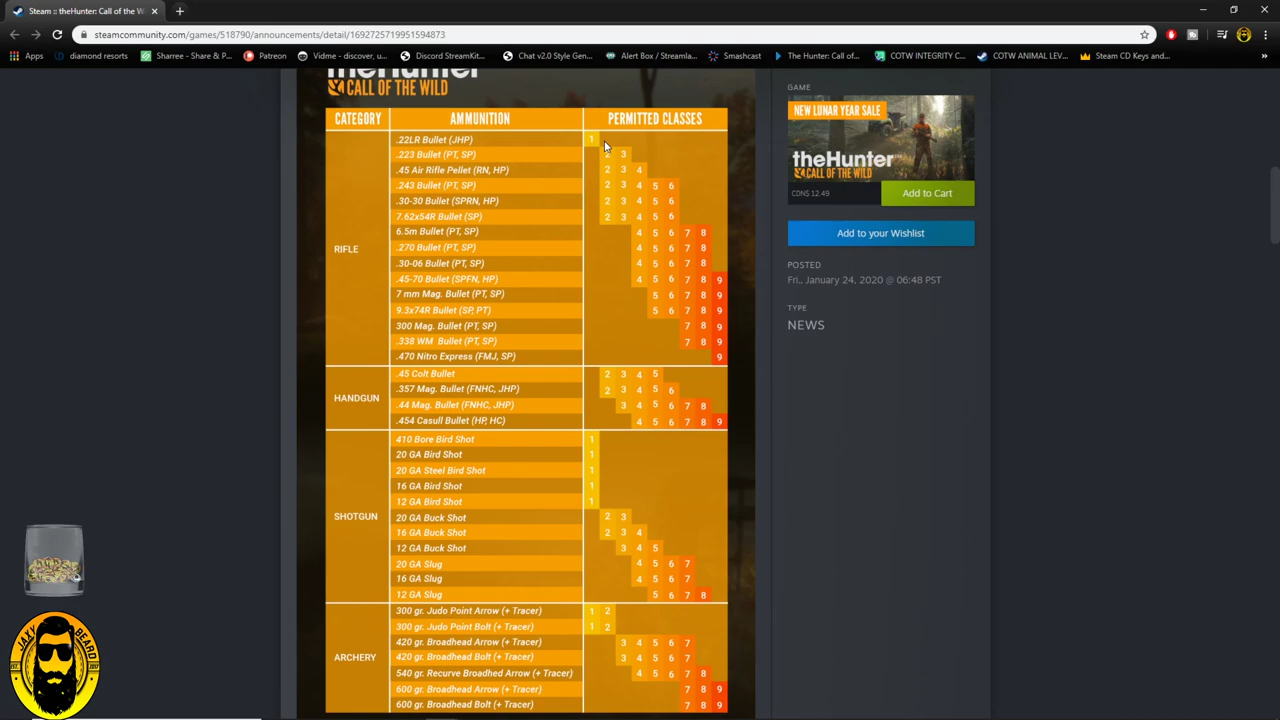 Steam :: theHunter: Call of the Wild
steamcommunity.com/games/518790/announcements/detail/1692725719951594873
Apps diamond resorts Sharree - Share & P... Patreon Vidme - discover, u... Discord StreamKit... Chat v2.0 Style Gen... Alert Box / Streamla... Smashcast The Hunter: Call of... COTW INTEGRITY C... COTW ANIMAL LEV... Steam CD Keys and...
theHunter
CALL OF THE WILD
CATEGORY AMMUNITION PERMITTED CLASSES
RIFLE
.22LR Bullet (JHP) 1
.223 Bullet (PT, SP) 2 3
.45 Air Rifle Pellet (RN, HP) 2 3 4
.243 Bullet (PT, SP) 2 3 4 5 6
.30-30 Bullet (SPRN, HP) 2 3 4 5 6
7.62x54R Bullet (SP) 2 3 4 5 6
6.5m Bullet (PT, SP) 4 5 6 7 8
.270 Bullet (PT, SP) 4 5 6 7 8
.30-06 Bullet (PT, SP) 4 5 6 7 8
.45-70 Bullet (SPFN, HP) 4 5 6 7 8 9
7 mm Mag. Bullet (PT, SP) 5 6 7 8 9
9.3x74R Bullet (SP, PT) 5 6 7 8 9
300 Mag. Bullet (PT, SP) 7 8 9
.338 WM Bullet (PT, SP) 7 8 9
.470 Nitro Express (FMJ, SP) 9
HANDGUN
.45 Colt Bullet 2 3 4 5
.357 Mag. Bullet (FNHC, JHP) 2 3 4 5 6
.44 Mag. Bullet (FNHC, JHP) 3 4 5 6 7 8
.454 Casull Bullet (HP, HC) 4 5 6 7 8 9
SHOTGUN
410 Bore Bird Shot 1
20 GA Bird Shot 1
20 GA Steel Bird Shot 1
16 GA Bird Shot 1
12 GA Bird Shot 1
20 GA Buck Shot 2 3
16 GA Buck Shot 2 3 4
12 GA Buck Shot 3 4 5
20 GA Slug 4 5 6 7
16 GA Slug 4 5 6 7
12 GA Slug 5 6 7 8
ARCHERY
300 gr. Judo Point Arrow (+ Tracer) 1 2
300 gr. Judo Point Bolt (+ Tracer) 1 2
420 gr. Broadhead Arrow (+ Tracer) 3 4 5 6 7
420 gr. Broadhead Bolt (+ Tracer) 3 4 5 6 7
540 gr. Recurve Broadhed Arrow (+ Tracer) 4 5 6 7 8
600 gr. Broadhead Arrow (+ Tracer) 7 8 9
600 gr. Broadhead Bolt (+ Tracer) 7 8 9
GAME
NEW LUNAR YEAR SALE
theHunter
CALL OF THE WILD
CDN$ 12.49 Add to Cart
Add to your Wishlist
POSTED
Fri., January 24, 2020 @ 06:48 PST
TYPE
NEWS
JAXY BEARD